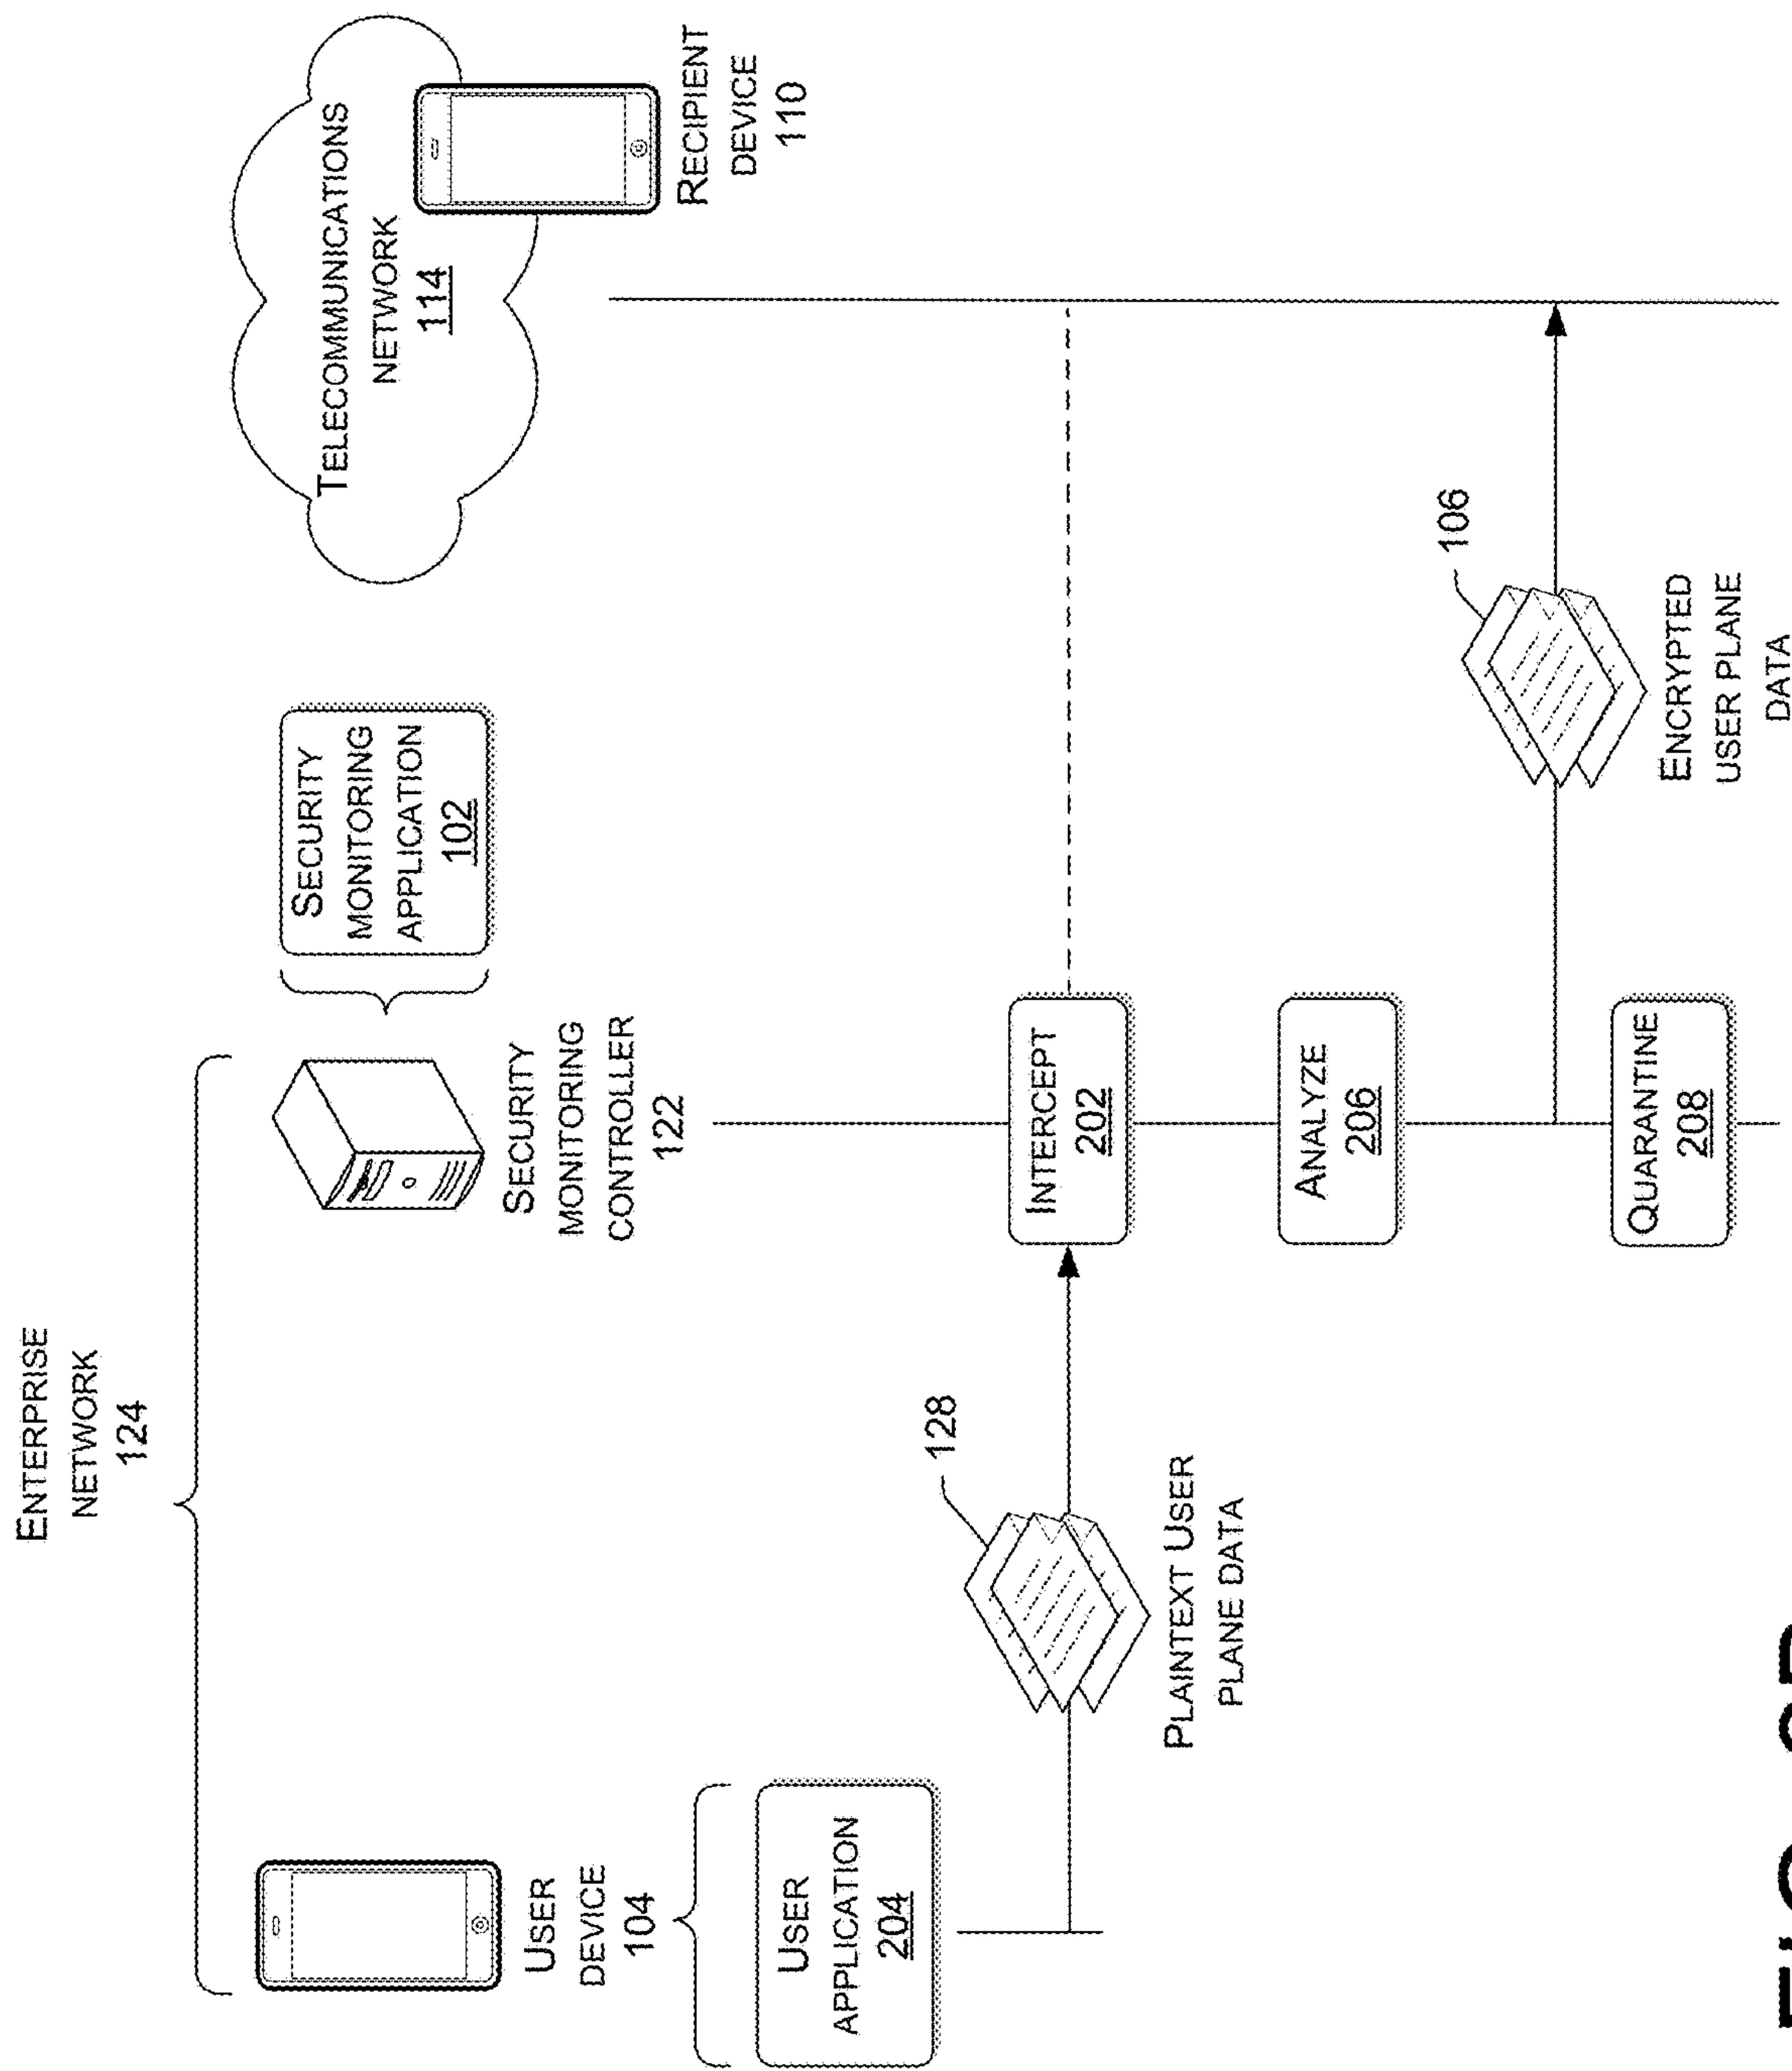 ENTERPRISE
NETWORK
124
USER
DEVICE
104
USER
APPLICATION
204
SECURITY
MONITORING
CONTROLLER
122
SECURITY
MONITORING
APPLICATION
102
TELECOMMUNICATIONS
NETWORK
114
RECIPIENT
DEVICE
110
128
PLAINTEXT USER
PLANE DATA
INTERCEPT
202
ANALYZE
206
106
ENCRYPTED
USER PLANE
DATA
QUARANTINE
208